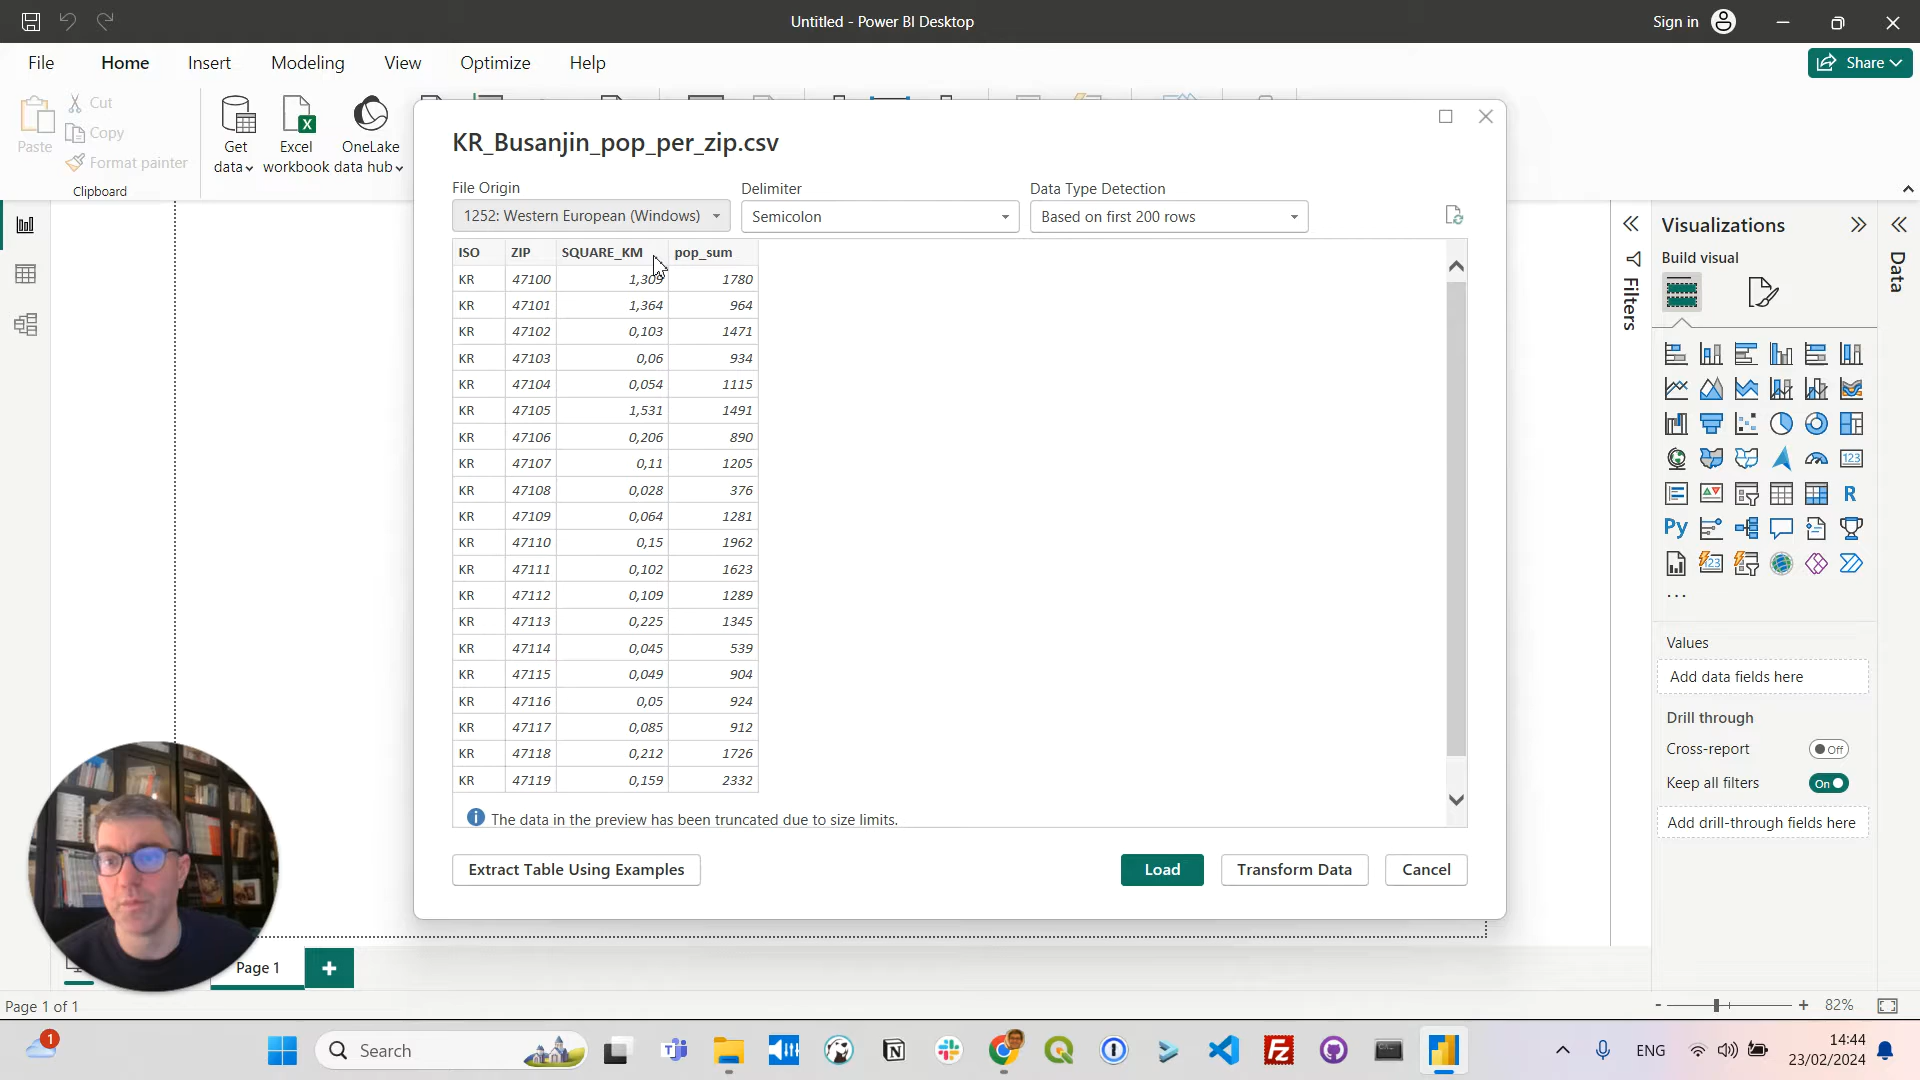 Untitled - Power BI Desktop
Sign in
File Home Insert Modeling View Optimize Help
Share
Paste
Cut
Copy
Format painter
Clipboard
Get data
Excel workbook
OneLake data hub
KR_Busanjin_pop_per_zip.csv
File Origin Delimiter Data Type Detection
1252: Western European (Windows) Semicolon Based on first 200 rows
ISO ZIP SQUARE_KM pop_sum
KR 47100 1,309 1780
KR 47101 1,364 964
KR 47102 0,103 1471
KR 47103 0,06 934
KR 47104 0,054 1115
KR 47105 1,531 1491
KR 47106 0,206 890
KR 47107 0,11 1205
KR 47108 0,028 376
KR 47109 0,064 1281
KR 47110 0,15 1962
KR 47111 0,102 1623
KR 47112 0,109 1289
KR 47113 0,225 1345
KR 47114 0,045 539
KR 47115 0,049 904
KR 47116 0,05 924
KR 47117 0,085 912
KR 47118 0,212 1726
KR 47119 0,159 2332
The data in the preview has been truncated due to size limits.
Extract Table Using Examples Load Transform Data Cancel
Filters
Visualizations
Build visual
123
R
Py
123
...
Values
Add data fields here
Drill through
Cross-report Off
Keep all filters On
Add drill-through fields here
Data
Page 1
Page 1 of 1
- + 82%
1
Search
ENG
14:44
23/02/2024